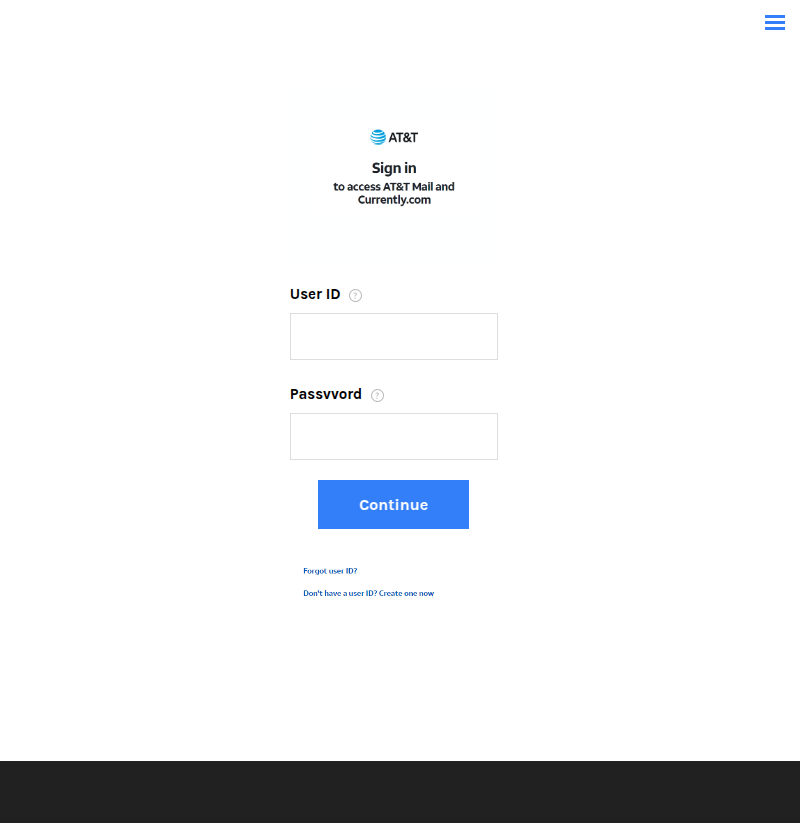 AT&T
Sign in
to access AT&T Mail and
Currently.com
User ID ?
Passvvord ?
Continue
Forgot user ID?
Don't have a user ID? Create one now